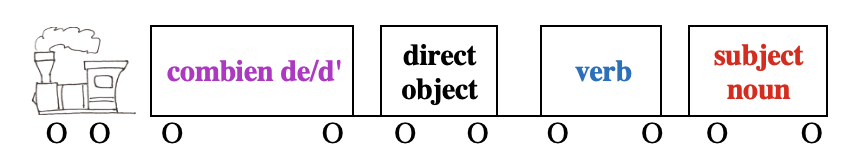 combien de/d' direct object verb subject noun
O O O O O O O O O O